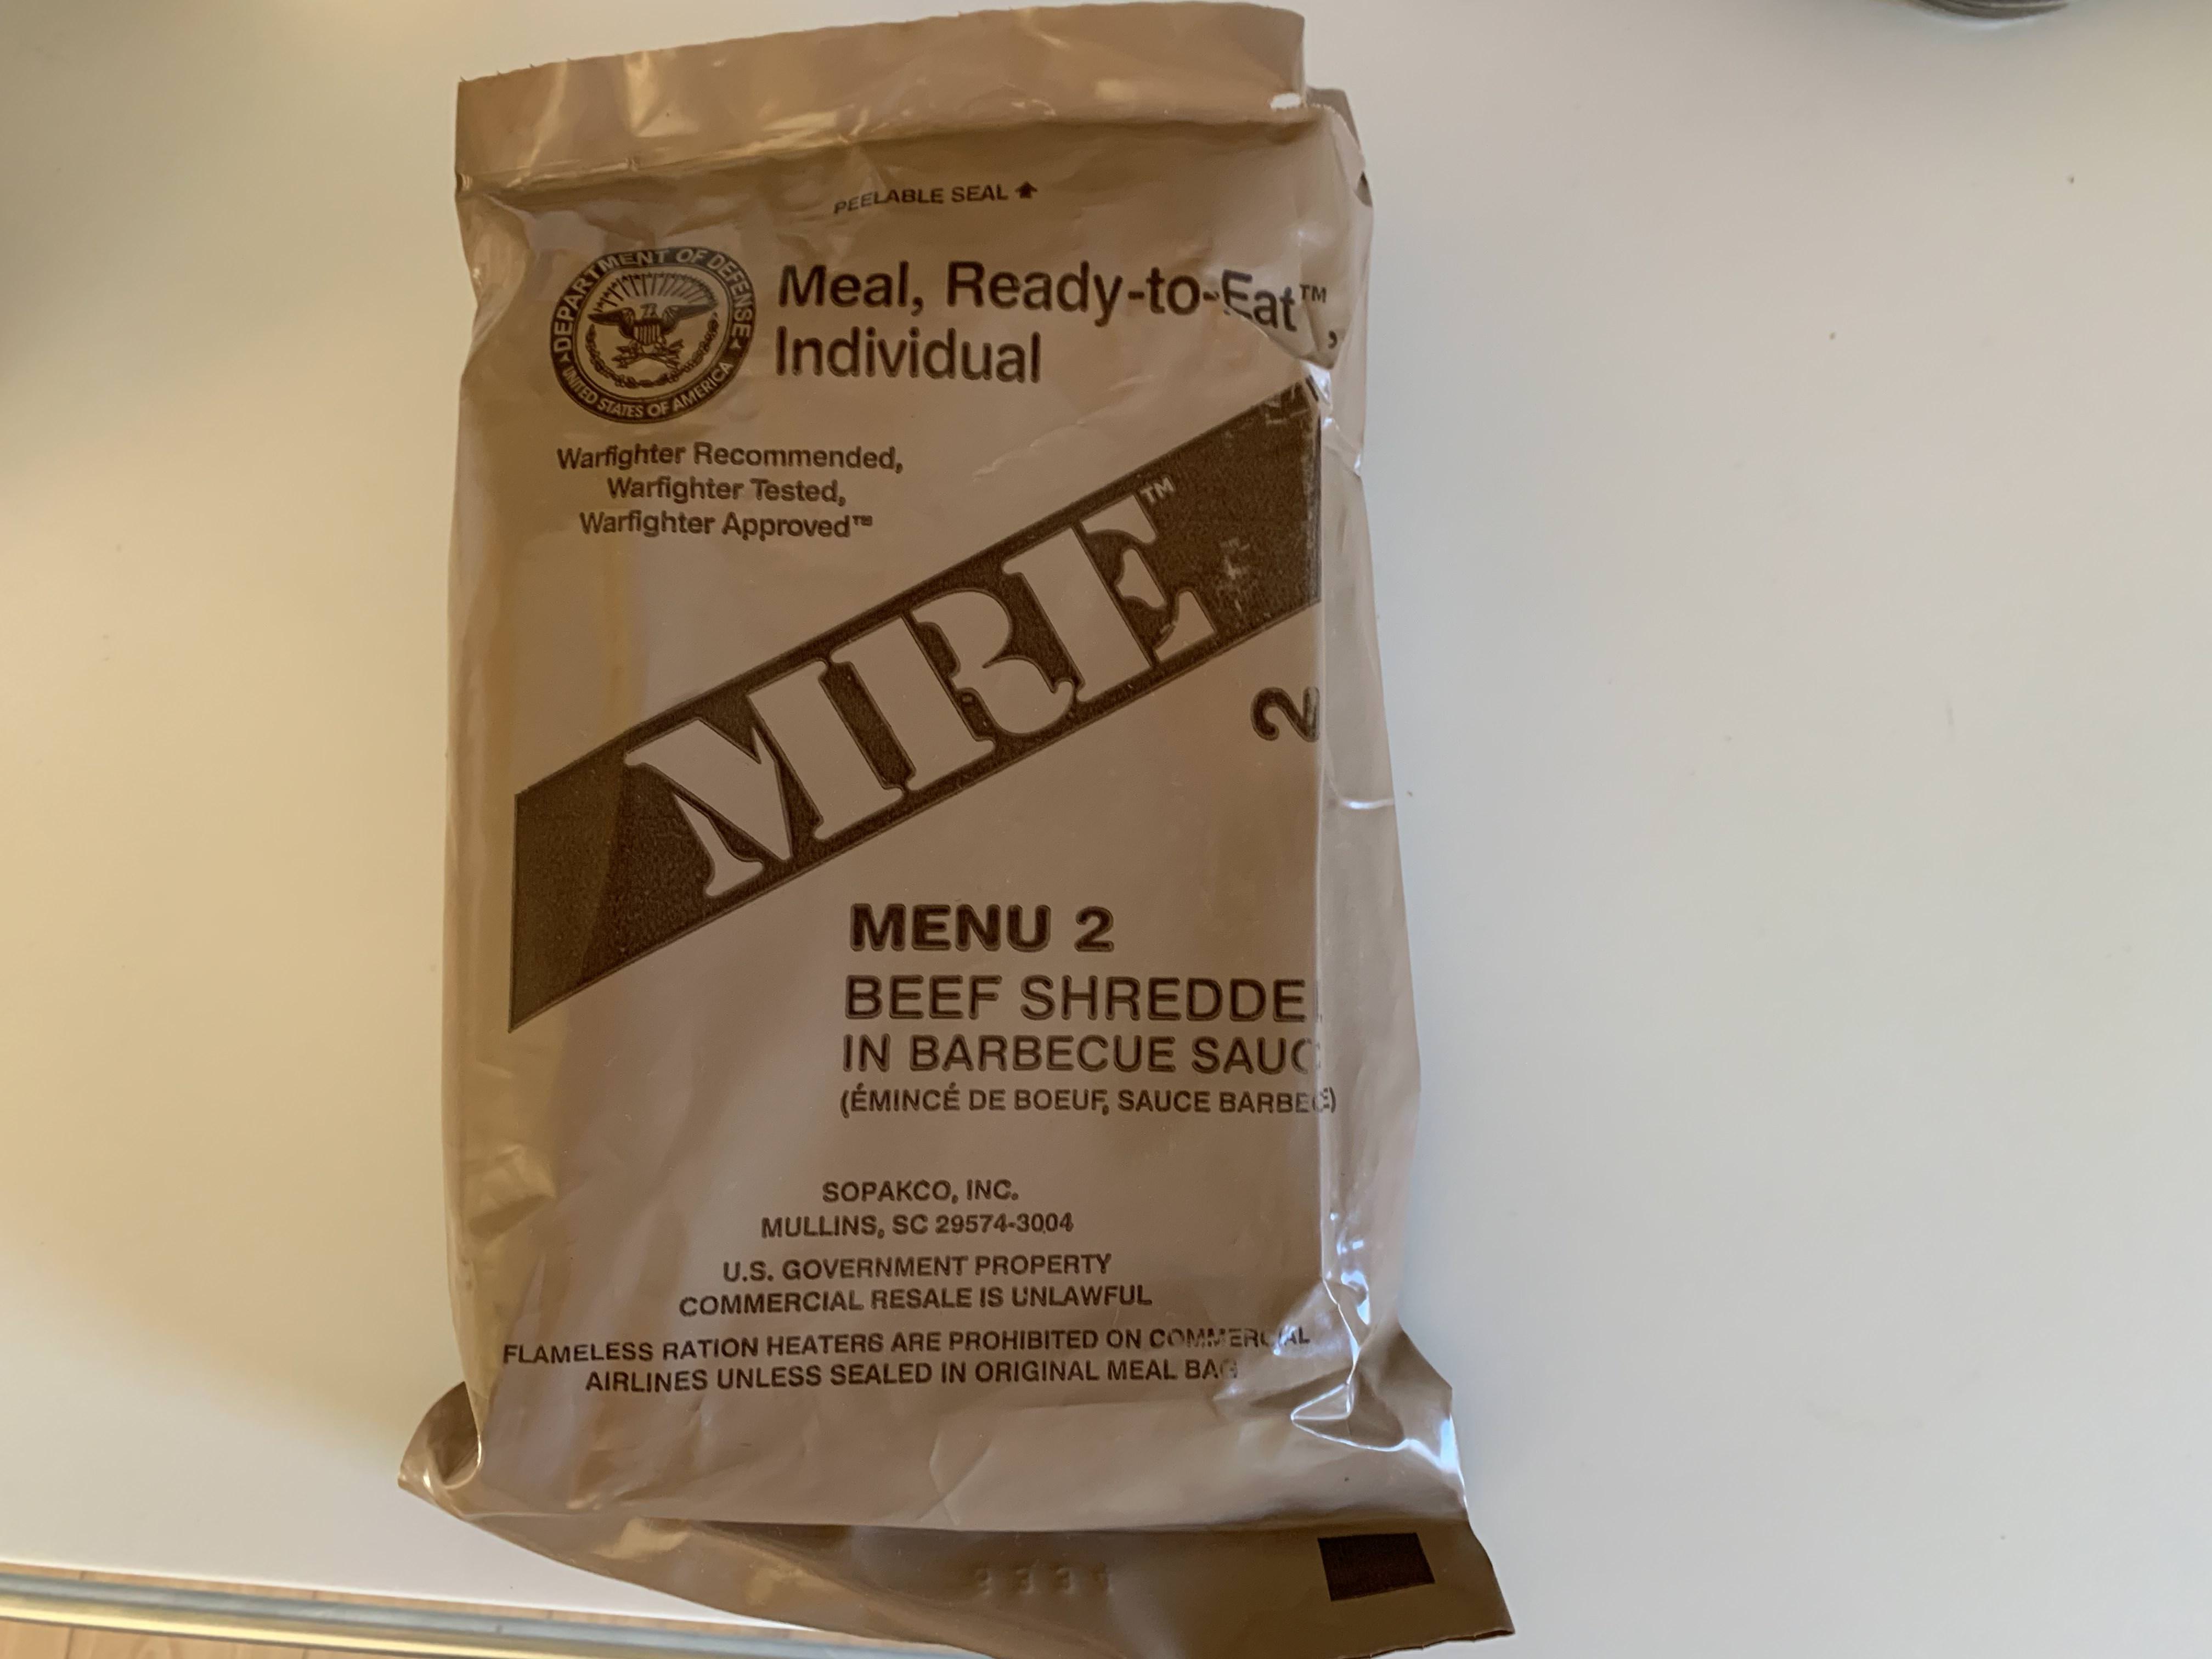 PEELABLE SEAL
DEPARTMENT OF DEFENSE
UNITED STATES OF AMERICA
Meal, Ready-to-Eat™,
Individual
Warfighter Recommended,
Warfighter Tested,
Warfighter Approved™
MRE™
2
MENU 2
BEEF SHREDDE
IN BARBECUE SAUC
(ÉMINCÉ DE BOEUF, SAUCE
SOPAKCO, INC.
MULLINS, SC 29574-3004
U.S. GOVERNMENT PROPERTY
COMMERCIAL RESALE IS UNLAWFUL
FLAMELESS RATION HEATERS ARE PROHIBITED ON COMMERCIAL
AIRLINES UNLESS SEALED IN ORIGINAL MEAL BAG